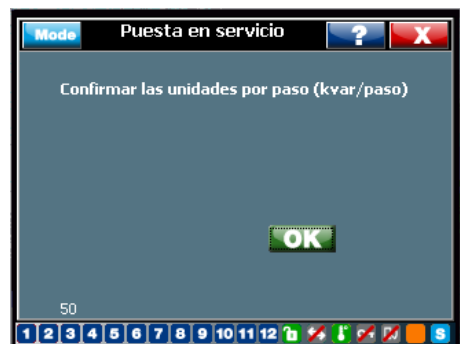 Mode Puesta en servicio ? X
Confirmar las unidades por paso (kvar/paso)
OK
50
1 2 3 4 5 6 7 8 9 10 11 12 S